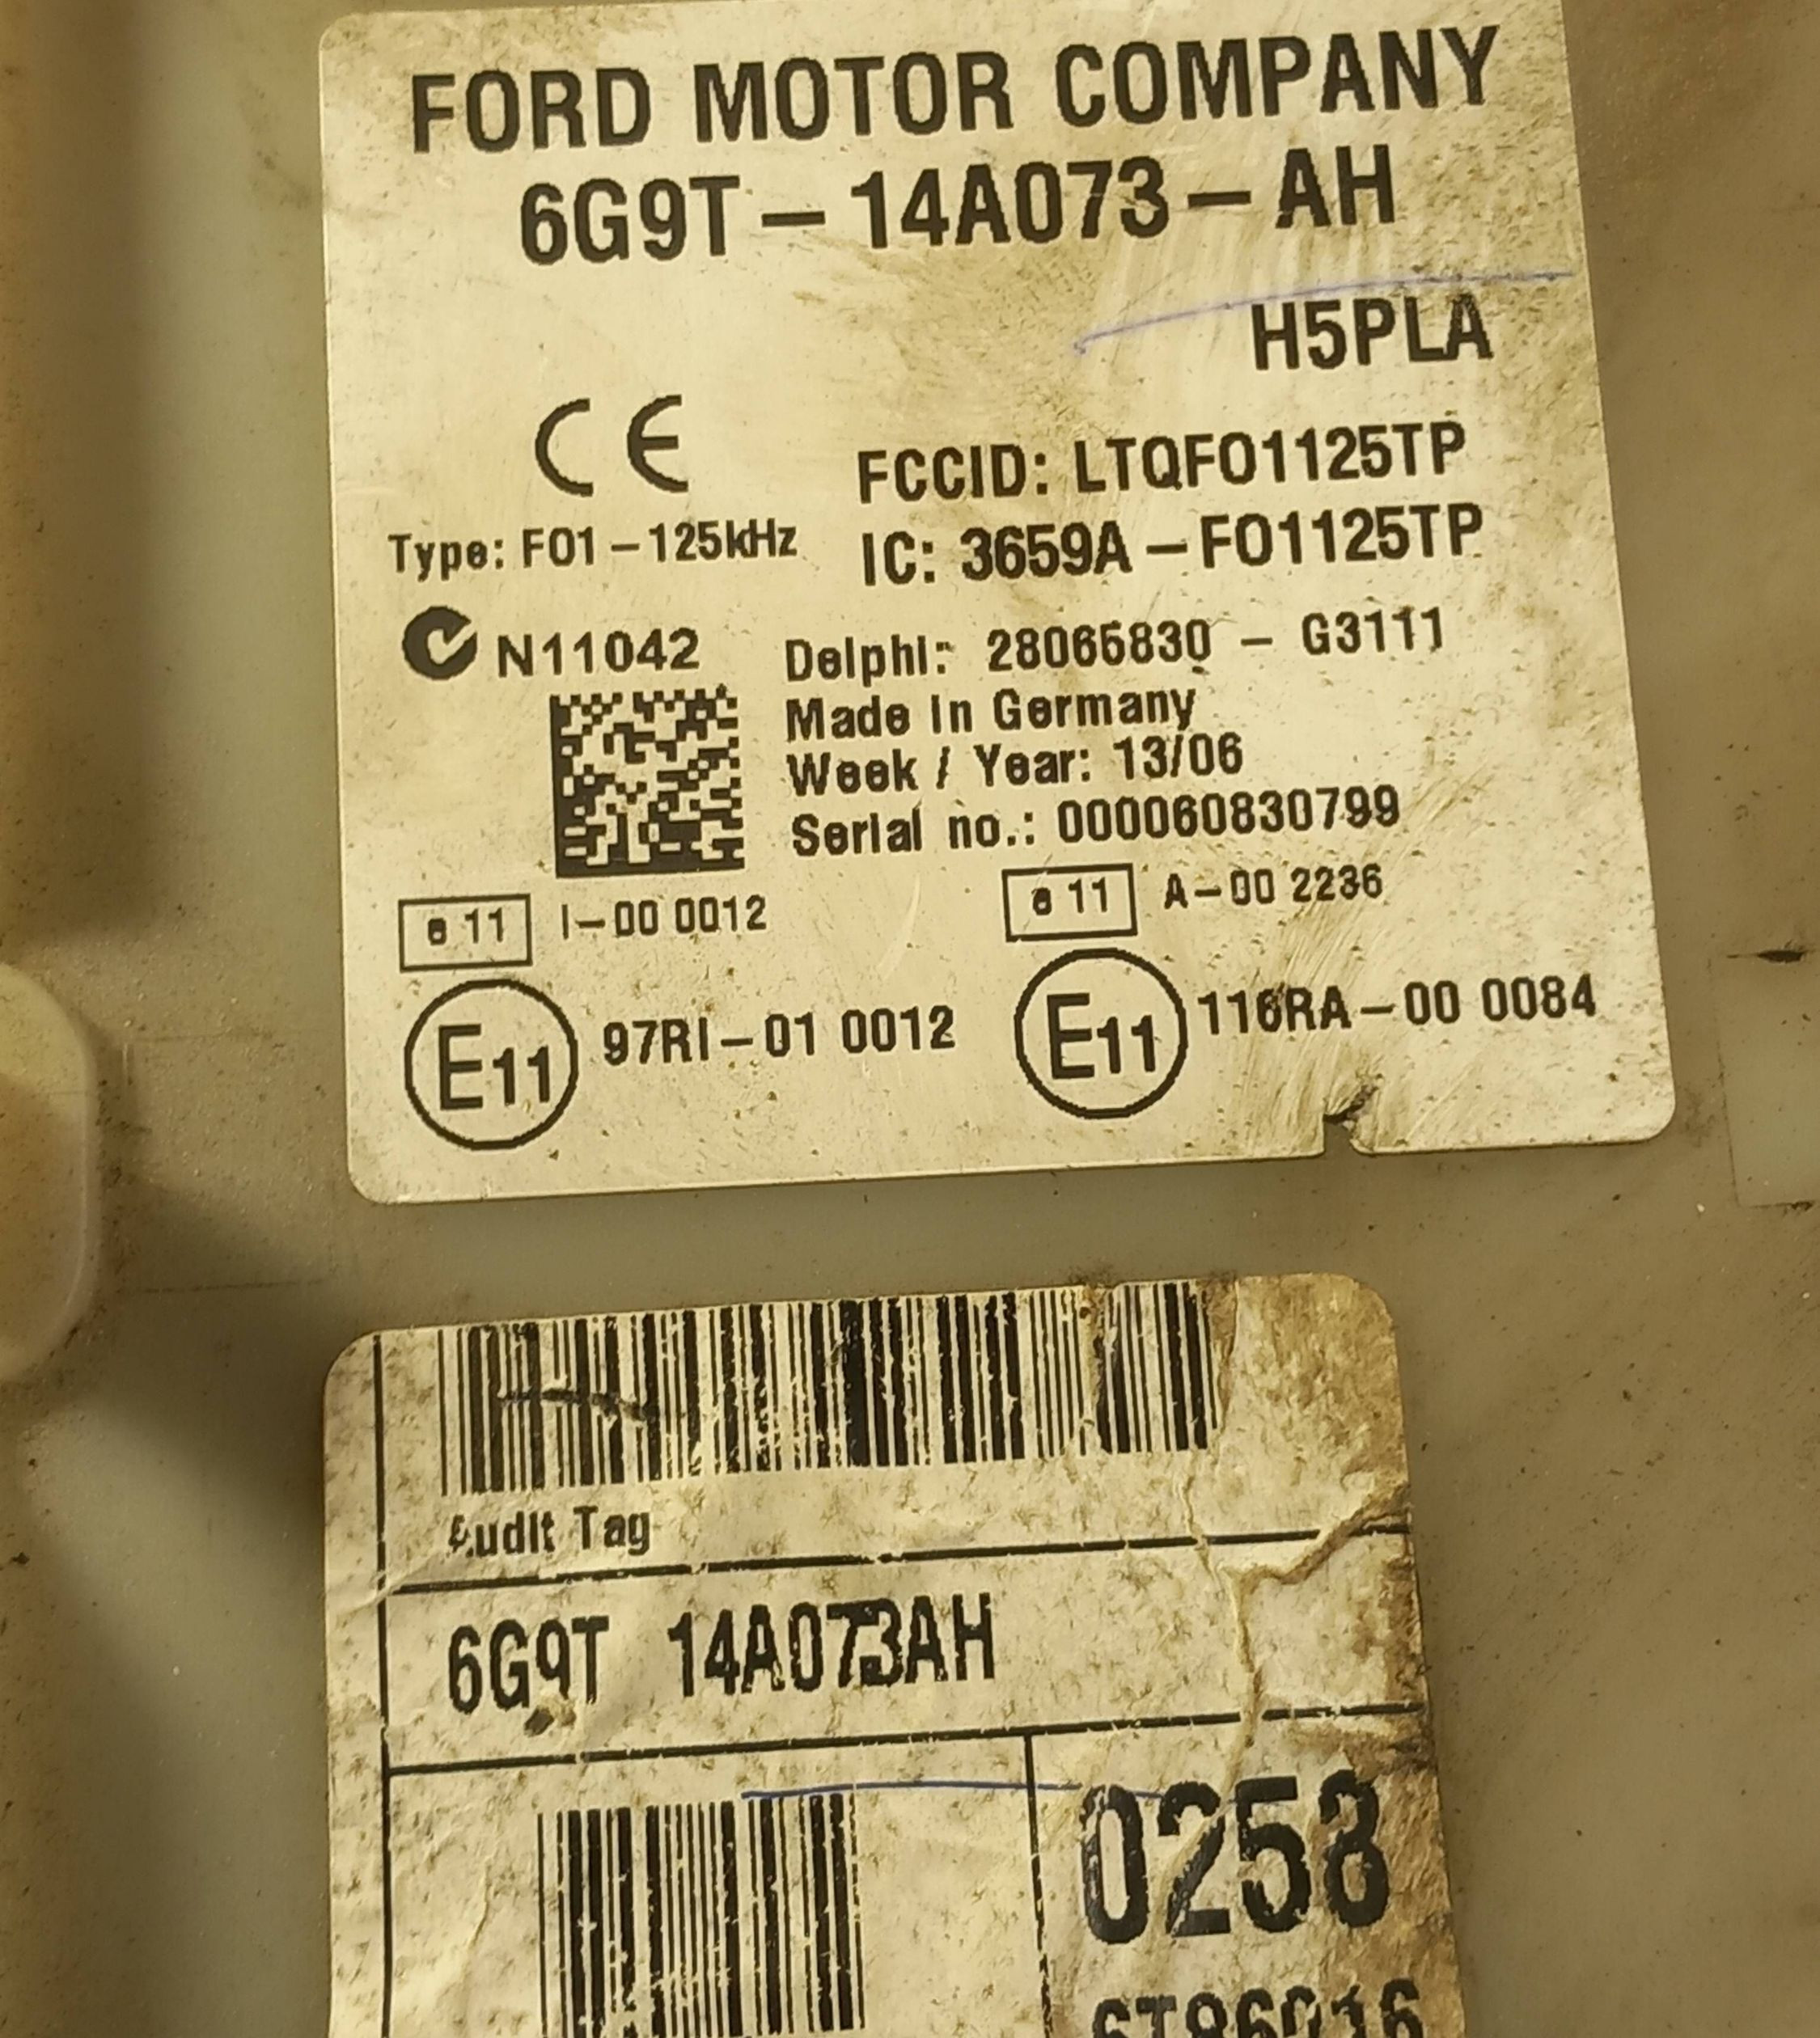 FORD MOTOR COMPANY
6G9T – 14A073 – AH
H5PLA
CE
FCCID: LTQFO1125TP
Type: FO1 – 125kHz
IC: 3659A – FO1125TP
N11042
Delphi: 28065830 – G3111
Made in Germany
Week / Year: 13/06
Serial no.: 000060830799
e 11 I–00 0012
e 11 A–00 2236
E11 97RI–01 0012
E11 116RA–00 0084
Audit Tag
6G9T 14A073AH
0258